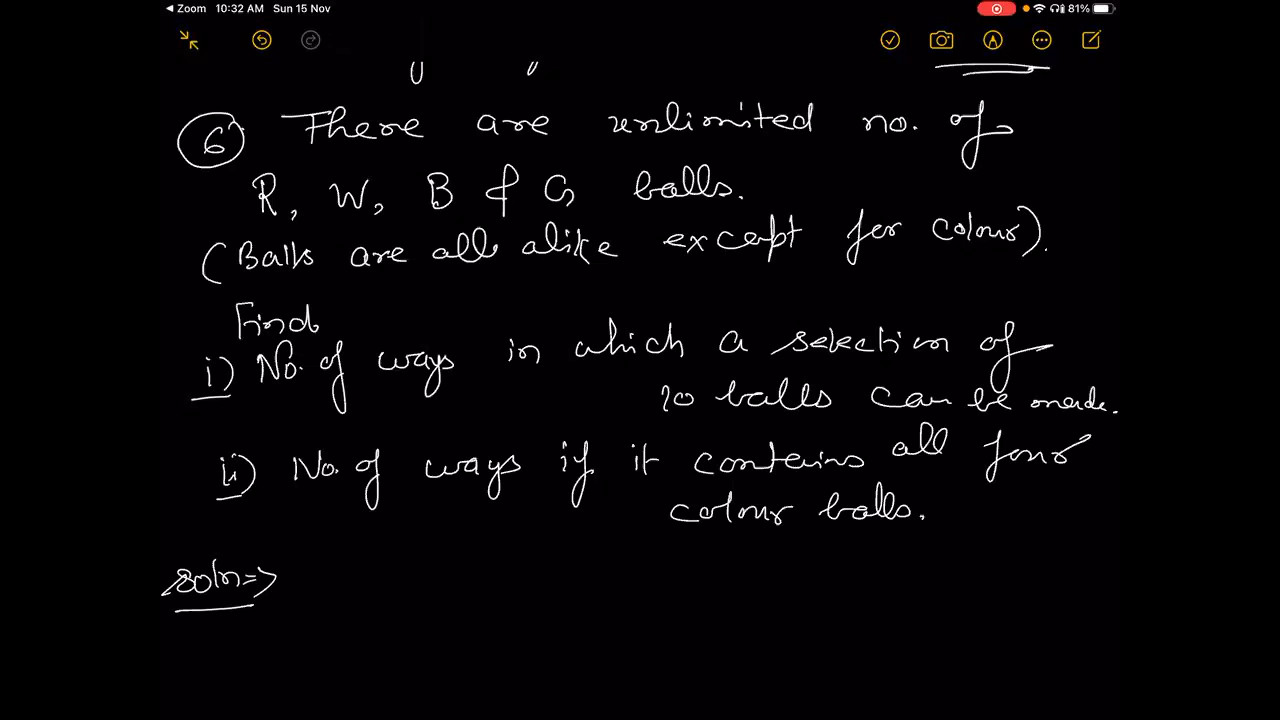 Zoom 10:32 AM Sun 15 Nov 81%
6 There are unlimited no. of
R, W, B & G balls.
(Balls are all alike except for colour).
Find
i) No. of ways in which a selection of
10 balls can be made.
ii) No. of ways if it contains all four
colour balls.
Soln=>